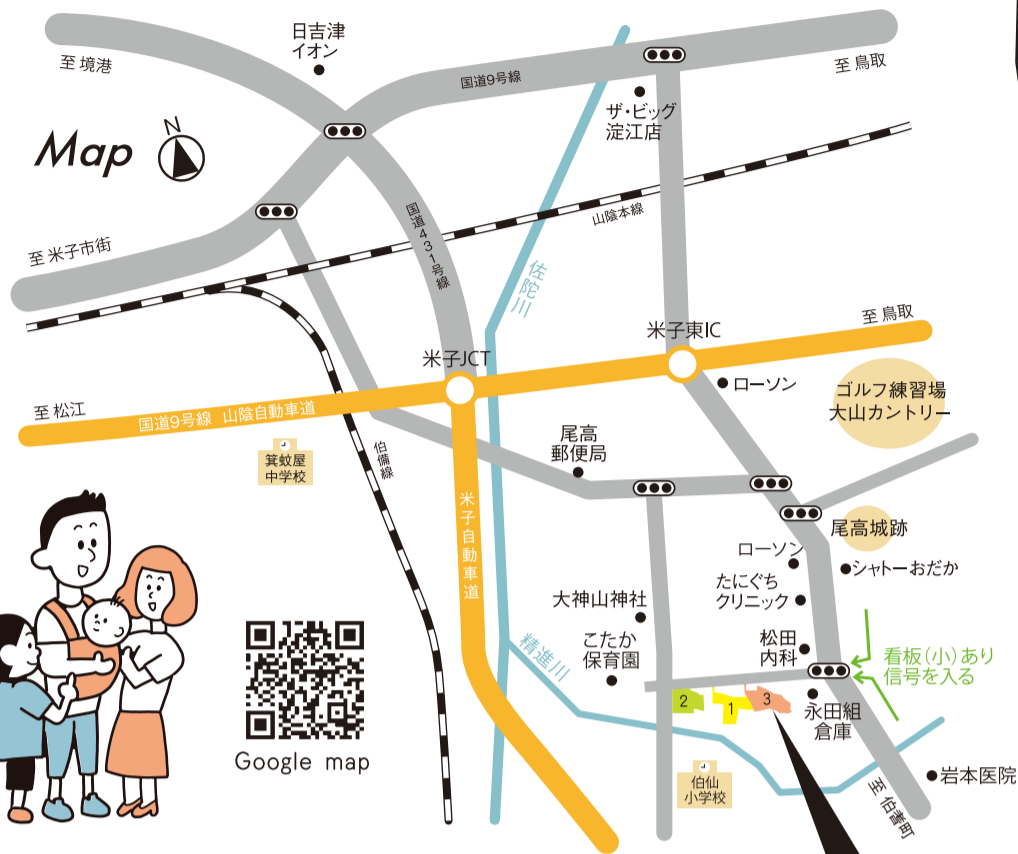 日吉津
イオン
至 境港
国道9号線
至 鳥取
ザ・ビッグ
淀江店
Map
N
山陰本線
国道431号線
至 米子市街
佐陀川
米子東IC
至 鳥取
米子JCT
ローソン
ゴルフ練習場
大山カントリー
至 松江
国道9号線 山陰自動車道
箕蚊屋
中学校
伯備線
尾高
郵便局
米子自動車道
尾高城跡
ローソン
シャトーおだか
たにぐち
クリニック
大神山神社
こたか
保育園
松田
内科
精進川
看板(小)あり
信号を入る
2
1
3
永田組
倉庫
Google map
伯仙
小学校
岩本医院
至 伯耆町